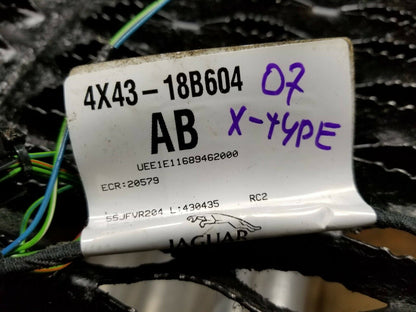 4X43-18B604 07
AB X-TYPE
UEE1E11689462000
ECR:20579
S5JFVR204 L:430435 RC2
JAGUAR